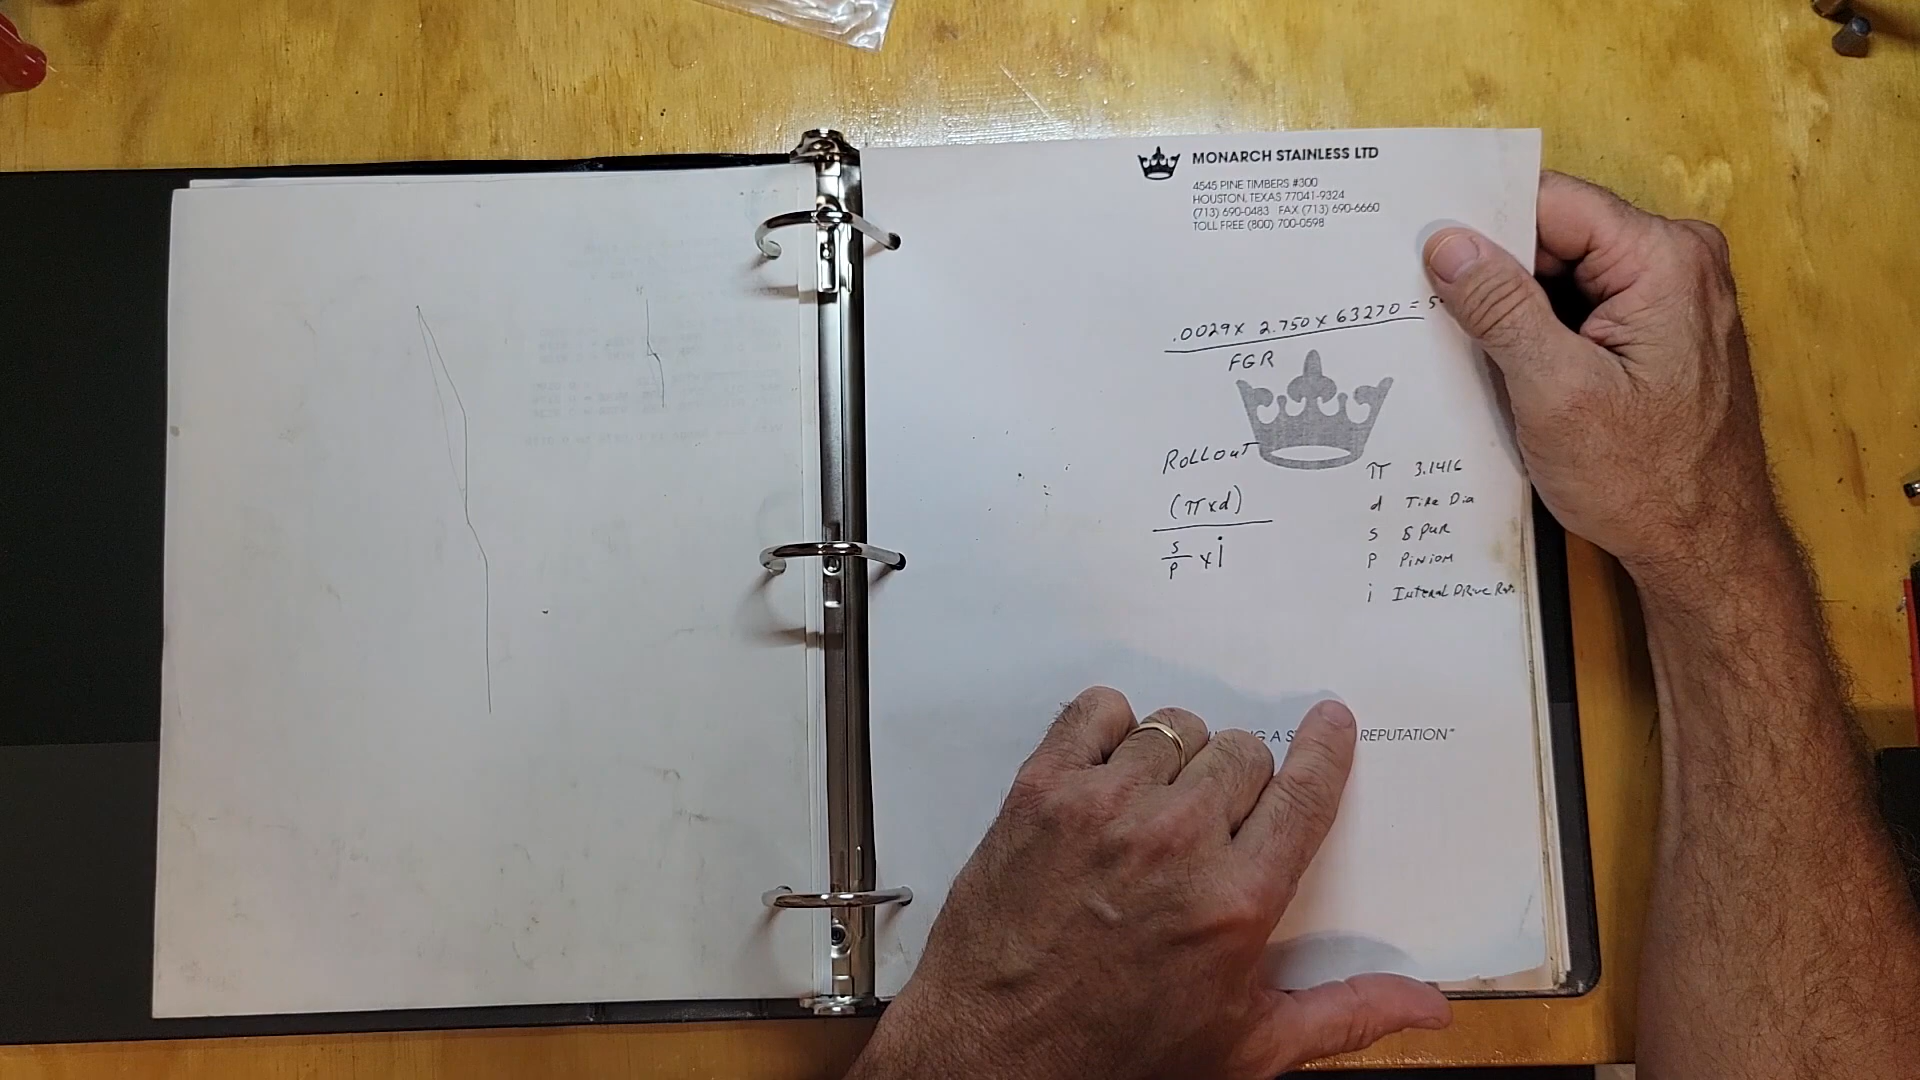 MONARCH STAINLESS LTD
4545 PINE TIMBERS #300
HOUSTON, TEXAS 77041-9324
(713) 690-0483 FAX (713) 690-6660
TOLL FREE (800) 700-0598
.0029 x 2.750 x 63270 = 5
FGR
ROLLOUT
(π x d)
s
p x i
π 3.1416
d Tire Dia
s SPUR
P Pinion
i Internal Drive
A REPUTATION"